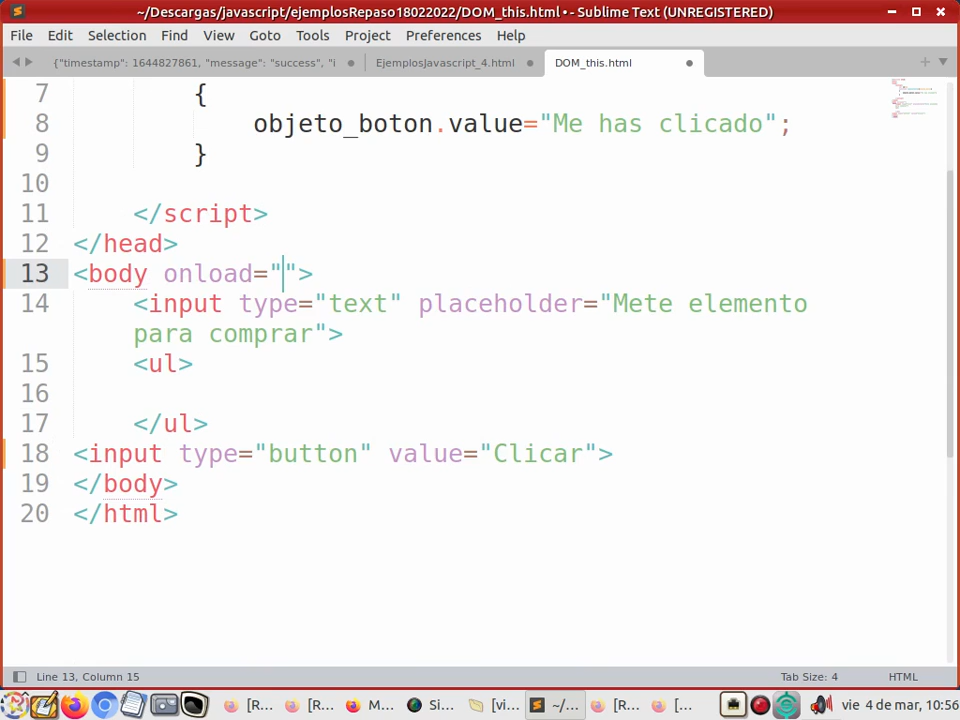 ~/Descargas/javascript/ejemplosRepaso18022022/DOM_this.html • - Sublime Text (UNREGISTERED)
File Edit Selection Find View Goto Tools Project Preferences Help
{"timestamp": 1644827861, "message": "success", "i EjemplosJavascript_4.html DOM_this.html
7 {
8 objeto_boton.value="Me has clicado";
9 }
10
11 </script>
12 </head>
13 <body onload="">
14 <input type="text" placeholder="Mete elemento
para comprar">
15 <ul>
16
17 </ul>
18 <input type="button" value="Clicar">
19 </body>
20 </html>
Line 13, Column 15 Tab Size: 4 HTML
[R... [R... M... Si... [vi... ~/... [R... [... vie 4 de mar, 10:56